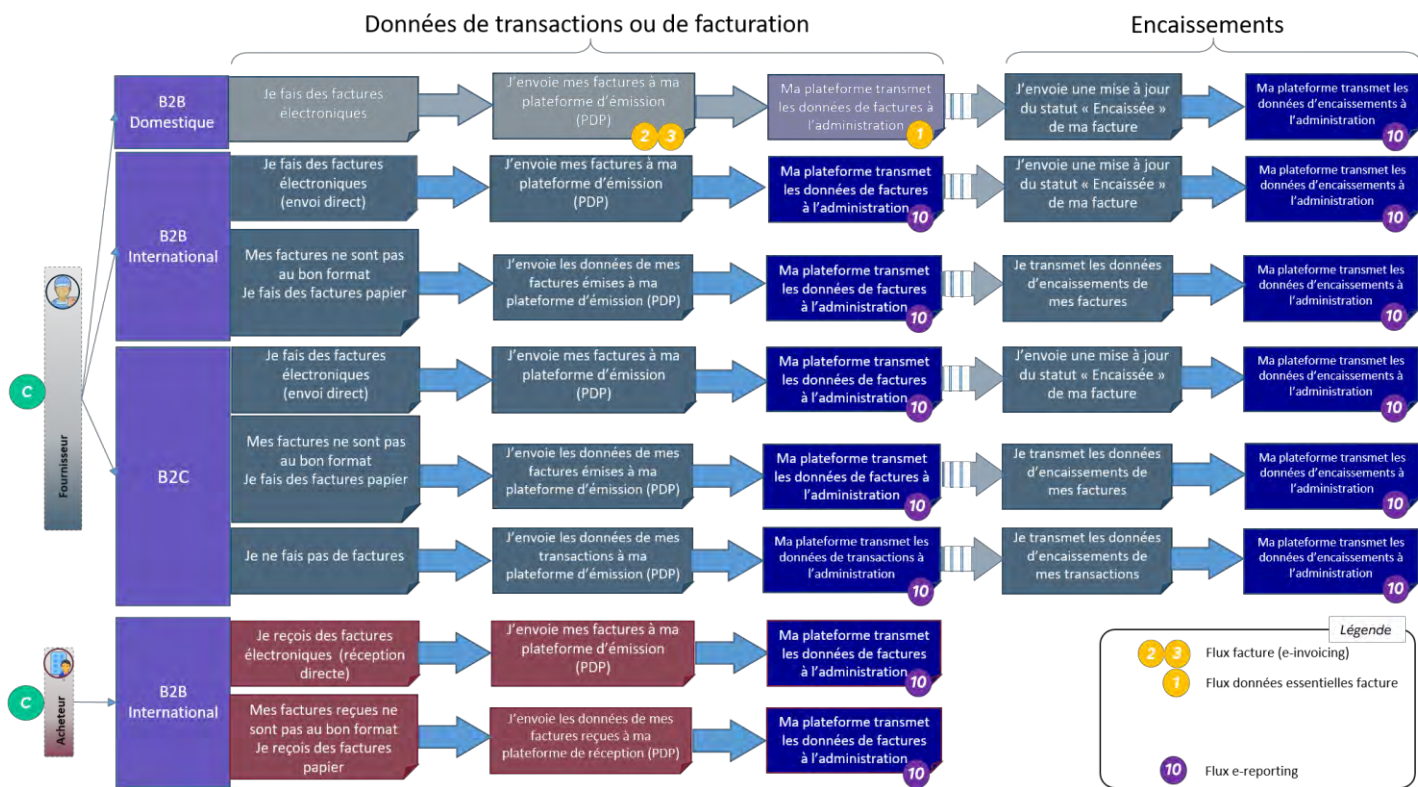 Données de transactions ou de facturation
Encaissements
B2B
Domestique
Je fais des factures
électroniques
J'envoie mes factures à ma
plateforme d'émission
(PDP)
2 3
Ma plateforme transmet
les données de factures à
l'administration
1
J'envoie une mise à jour
du statut « Encaissée »
de ma facture
Ma plateforme transmet les
données d'encaissements à
l'administration
10
B2B
International
Je fais des factures
électroniques
(envoi direct)
J'envoie mes factures à ma
plateforme d'émission
(PDP)
Ma plateforme transmet
les données de factures
à l'administration
10
J'envoie une mise à jour
du statut « Encaissée »
de ma facture
Ma plateforme transmet
les données d'encaissements à
l'administration
10
Mes factures ne sont pas
au bon format
Je fais des factures papier
J'envoie les données de mes
factures émises à ma
plateforme d'émission (PDP)
Ma plateforme transmet
les données de factures
à l'administration
10
Je transmet les données
d'encaissements de
mes factures
Ma plateforme transmet les
données d'encaissements à
l'administration
10
C
Fournisseur
B2C
Je fais des factures
électroniques
(envoi direct)
J'envoie mes factures à ma
plateforme d'émission
(PDP)
Ma plateforme transmet
les données de factures
à l'administration
10
J'envoie une mise à jour
du statut « Encaissée »
de ma facture
Ma plateforme transmet les
données d'encaissements à
l'administration
10
Mes factures ne sont pas
au bon format
Je fais des factures papier
J'envoie les données de mes
factures émises à ma
plateforme d'émission (PDP)
Ma plateforme transmet
les données de factures à
l'administration
10
Je transmet les données
d'encaissements de
mes factures
Ma plateforme transmet les
données d'encaissements à
l'administration
10
Je ne fais pas de factures
J'envoie les données de mes
transactions à ma
plateforme d'émission (PDP)
Ma plateforme transmet les
données de transactions à
l'administration
10
Je transmet les données
d'encaissements de
mes transactions
Ma plateforme transmet les
données d'encaissements à
l'administration
10
C
Acheteur
B2B
International
Je reçois des factures
électroniques (réception
directe)
J'envoie mes factures à ma
plateforme d'émission
(PDP)
Ma plateforme transmet
les données de factures
à l'administration
10
Mes factures reçues ne
sont pas au bon format
Je reçois des factures
papier
J'envoie les données de mes
factures reçues à ma
plateforme de réception (PDP)
Ma plateforme transmet
les données de factures
à l'administration
10
Légende
2 3 Flux facture (e-invoicing)
1 Flux données essentielles facture
10 Flux e-reporting